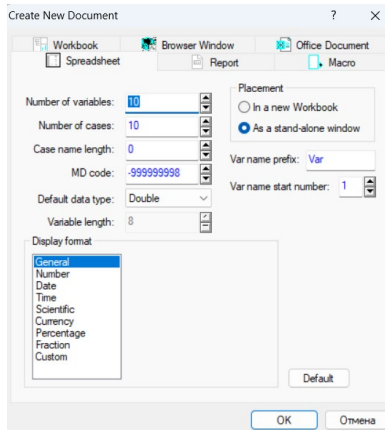 Create New Document ? ×
Workbook Browser Window Office Document
Spreadsheet Report Macro
Number of variables: 10
Number of cases: 10
Case name length: 0
MD code: -999999998
Default data type: Double
Variable length: 8
Placement
In a new Workbook
As a stand-alone window
Var name prefix: Var
Var name start number: 1
Display format
General
Number
Date
Time
Scientific
Currency
Percentage
Fraction
Custom
Default
OK Отмена